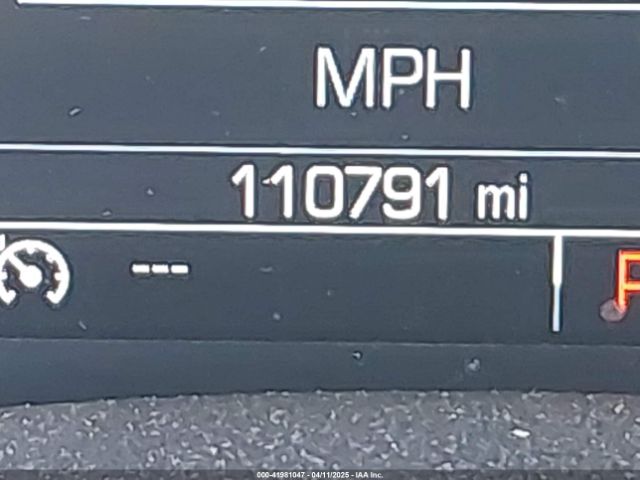 MPH
110791 mi
---
P
000-41981047 - 04/11/2025 - IAA Inc.